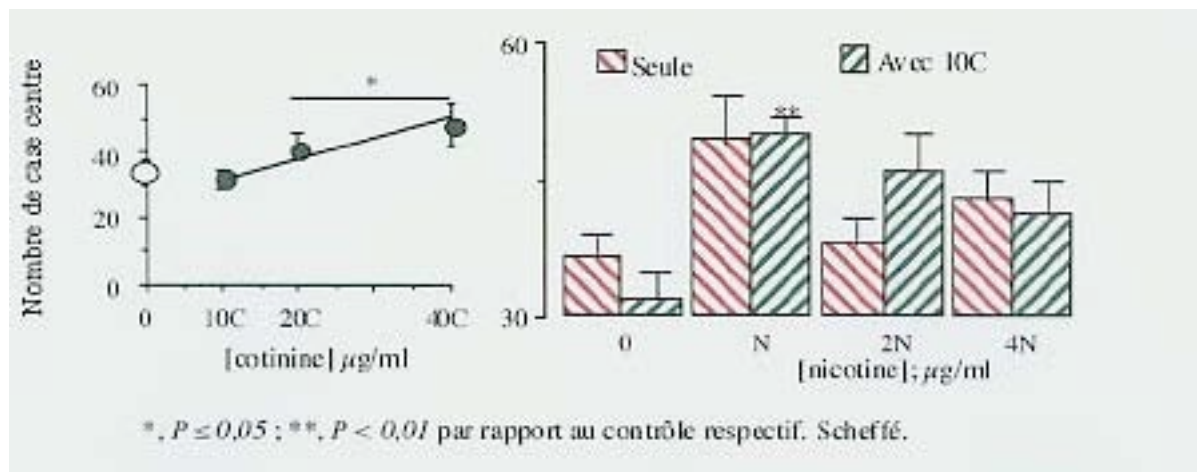 Nombre de case centre
60
40
20
0
0 10C 20C 40C
[cotinine] µg/ml
*
60
30
Seule
Avec 10C
**
0 N 2N 4N
[nicotine] ; µg/ml
*, P ≤ 0,05 ; **, P < 0,01 par rapport au contrôle respectif. Scheffé.